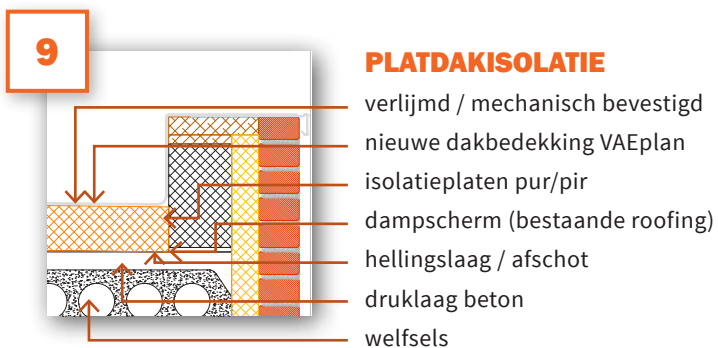 9
PLATDAKISOLATIE
verlijmd / mechanisch bevestigd
nieuwe dakbedekking VAEplan
isolatieplaten pur/pir
dampscherm (bestaande roofing)
hellingslaag / afschot
druklaag beton
welfsels